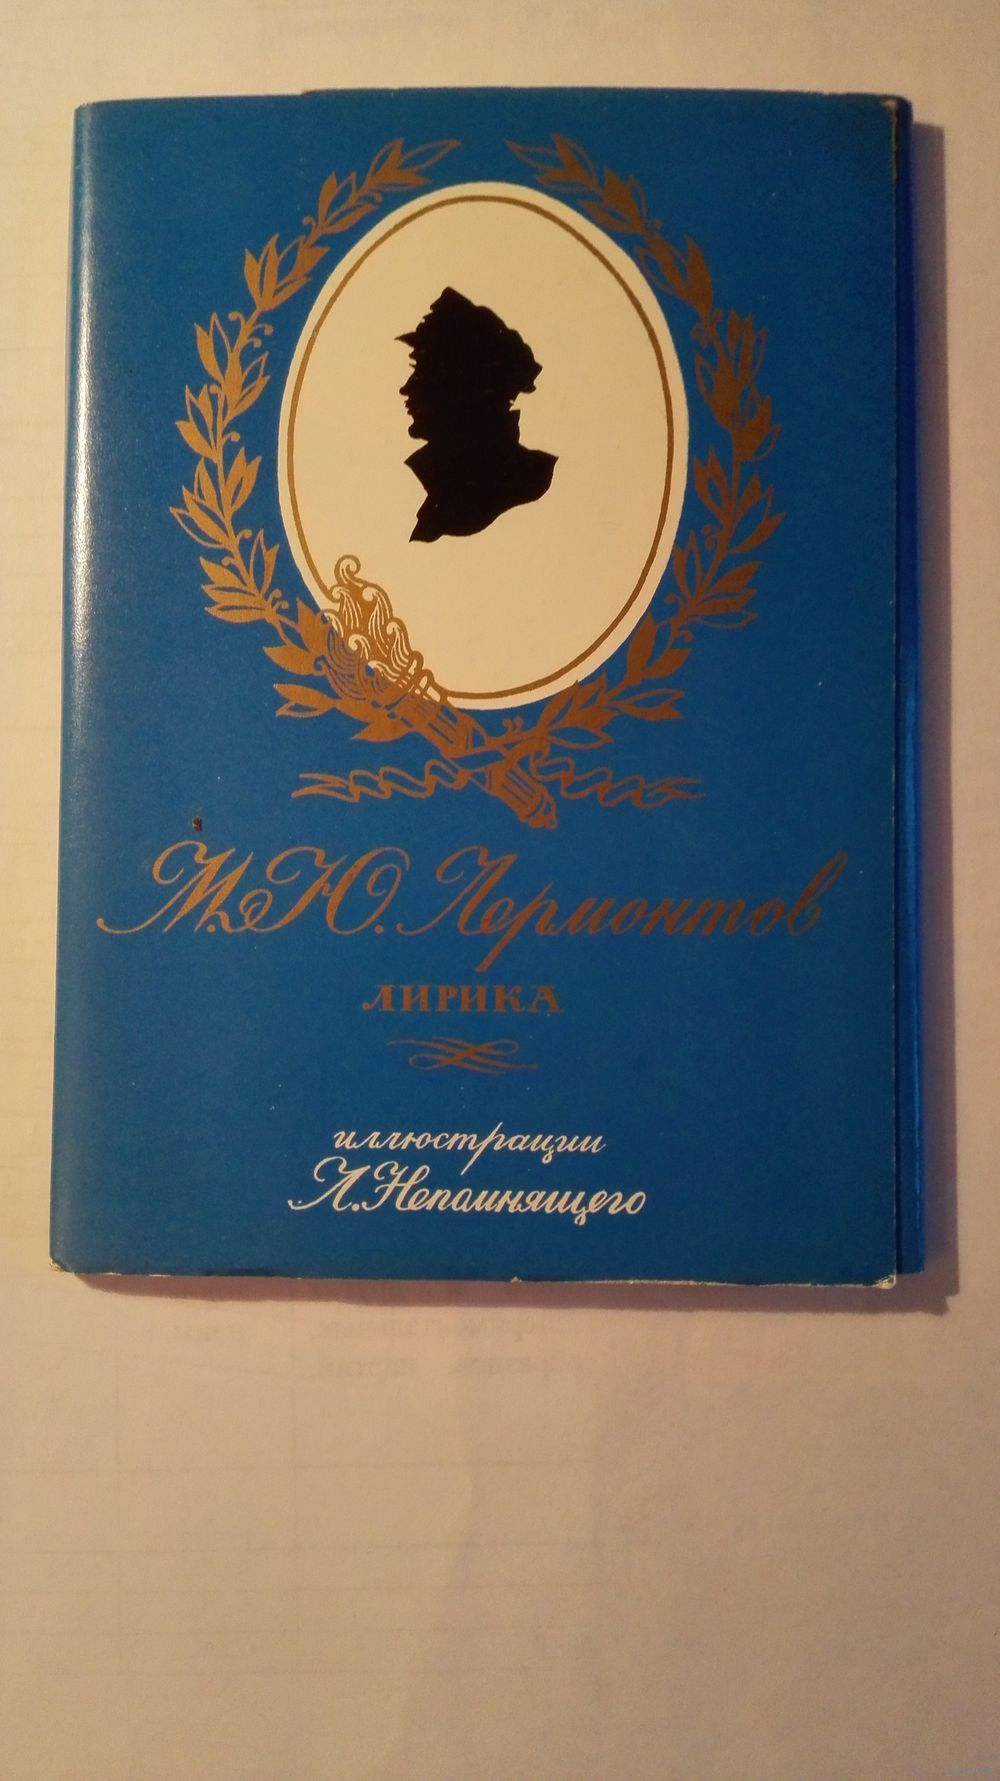 М.Ю. Лермонтов
ЛИРИКА
иллюстрации
Л. Непомнящего